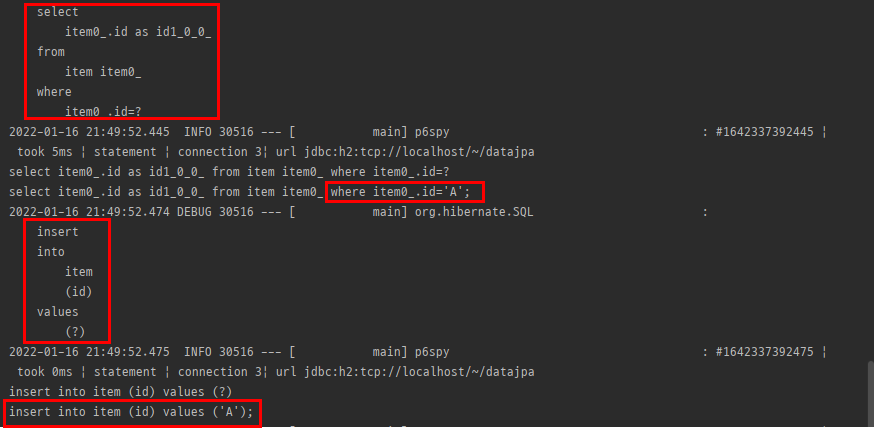 select
item0_.id as id1_0_0_
from
item item0_
where
item0_.id=?
2022-01-16 21:49:52.445  INFO 30516 --- [           main] p6spy                                    : #1642337392445 ¦
took 5ms ¦ statement ¦ connection 3¦ url jdbc:h2:tcp://localhost/~/datajpa
select item0_.id as id1_0_0_ from item item0_ where item0_.id=?
select item0_.id as id1_0_0_ from item item0_ where item0_.id='A';
2022-01-16 21:49:52.474 DEBUG 30516 --- [           main] org.hibernate.SQL                        :
insert
into
item
(id)
values
(?)
2022-01-16 21:49:52.475  INFO 30516 --- [           main] p6spy                                    : #1642337392475 ¦
took 0ms ¦ statement ¦ connection 3¦ url jdbc:h2:tcp://localhost/~/datajpa
insert into item (id) values (?)
insert into item (id) values ('A');